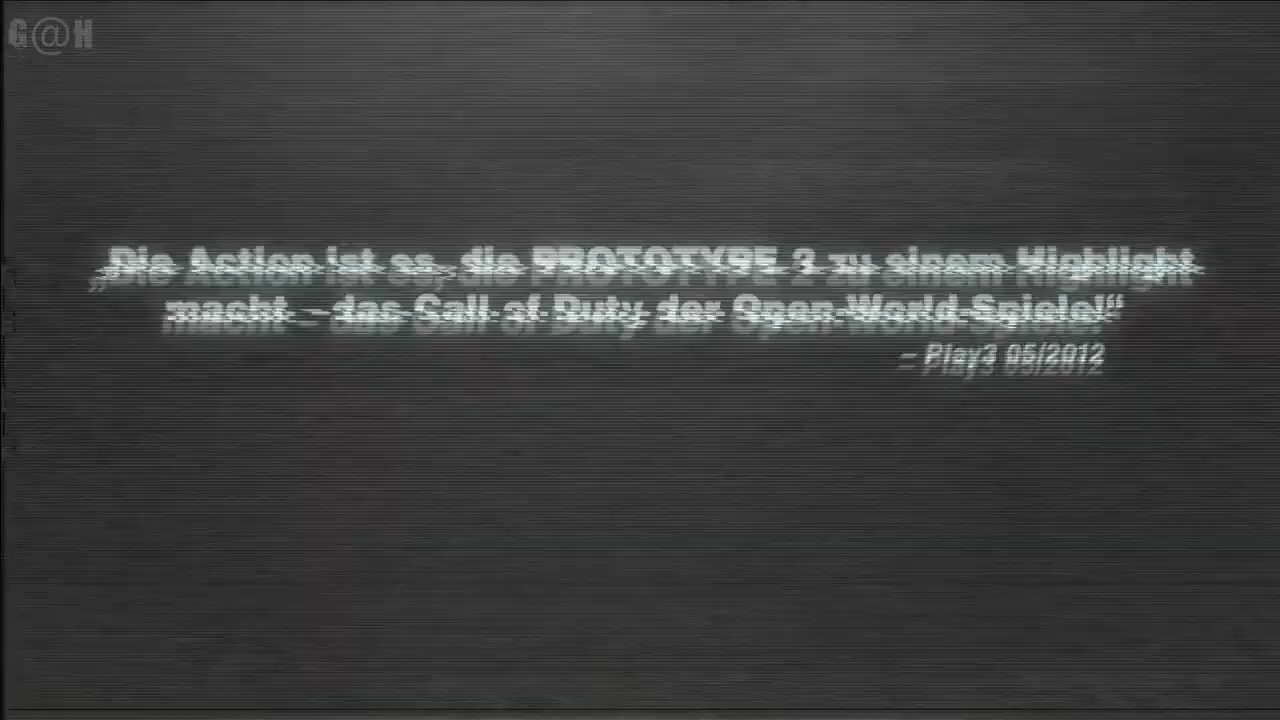 G@H
„Die Action ist es, die PROTOTYPE 2 zu einem Highlight
macht – das Call of Duty der Open-World-Spiele!“
– Play3 05/2012